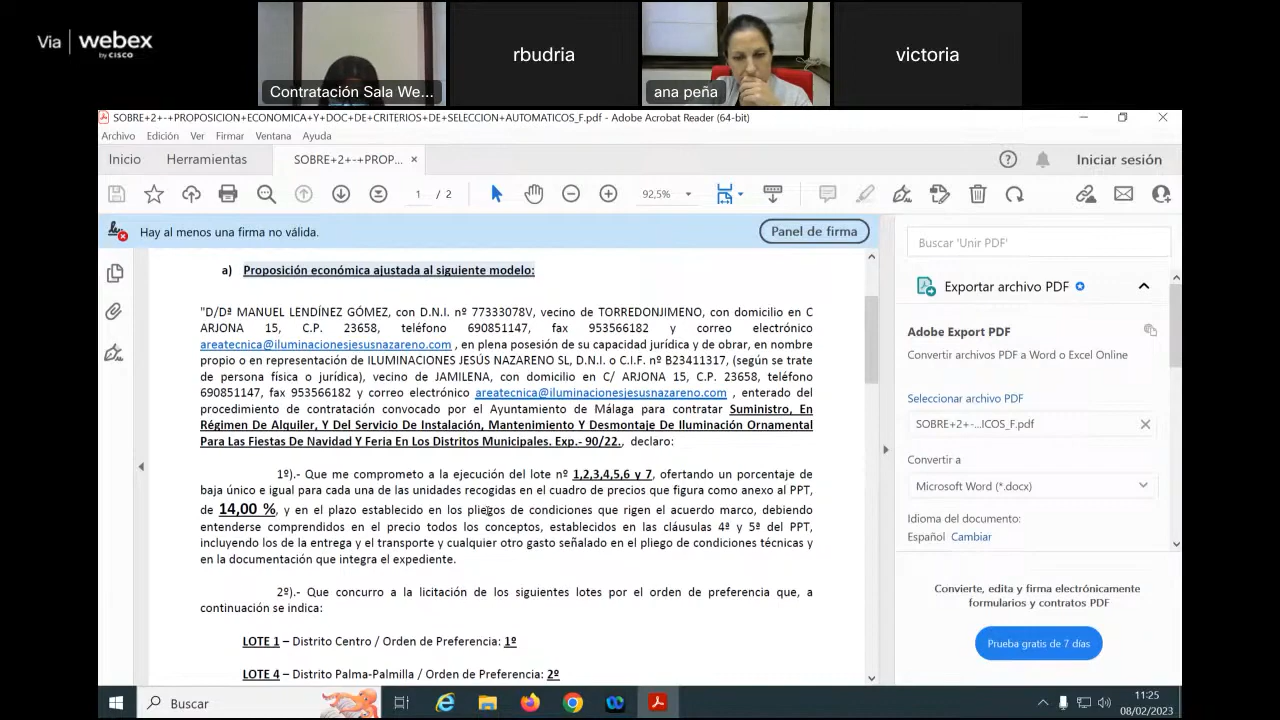 Via webex
by CISCO
Contratación Sala We...
rbudria
ana peña
victoria
SOBRE+2+-+PROPOSICION+ECONOMICA+Y+DOC+DE+CRITERIOS+DE+SELECCION+AUTOMATICOS_F.pdf - Adobe Acrobat Reader (64-bit)
Archivo Edición Ver Firmar Ventana Ayuda
Inicio Herramientas SOBRE+2+-+PROP... × Iniciar sesión
1 / 2 92,5%
Hay al menos una firma no válida. Panel de firma
a) Proposición económica ajustada al siguiente modelo:
"D/Dª MANUEL LENDÍNEZ GÓMEZ, con D.N.I. nº 77333078V, vecino de TORREDONJIMENO, con domicilio en C
ARJONA 15, C.P. 23658, teléfono 690851147, fax 953566182 y correo electrónico
areatecnica@iluminacionesjesusnazareno.com , en plena posesión de su capacidad jurídica y de obrar, en nombre
propio o en representación de ILUMINACIONES JESÚS NAZARENO SL, D.N.I. o C.I.F. nº B23411317, (según se trate
de persona física o jurídica), vecino de JAMILENA, con domicilio en C/ ARJONA 15, C.P. 23658, teléfono
690851147, fax 953566182 y correo electrónico areatecnica@iluminacionesjesusnazareno.com , enterado del
procedimiento de contratación convocado por el Ayuntamiento de Málaga para contratar Suministro, En
Régimen De Alquiler, Y Del Servicio De Instalación, Mantenimiento Y Desmontaje De Iluminación Ornamental
Para Las Fiestas De Navidad Y Feria En Los Distritos Municipales. Exp.- 90/22., declaro:
1º).- Que me comprometo a la ejecución del lote nº 1,2,3,4,5,6 y 7, ofertando un porcentaje de
baja único e igual para cada una de las unidades recogidas en el cuadro de precios que figura como anexo al PPT,
de 14,00 %, y en el plazo establecido en los pliegos de condiciones que rigen el acuerdo marco, debiendo
entenderse comprendidos en el precio todos los conceptos, establecidos en las cláusulas 4ª y 5ª del PPT,
incluyendo los de la entrega y el transporte y cualquier otro gasto señalado en el pliego de condiciones técnicas y
en la documentación que integra el expediente.
2º).- Que concurro a la licitación de los siguientes lotes por el orden de preferencia que, a
continuación se indica:
LOTE 1 – Distrito Centro / Orden de Preferencia: 1º
LOTE 4 – Distrito Palma-Palmilla / Orden de Preferencia: 2º
Buscar 'Unir PDF'
Exportar archivo PDF
Adobe Export PDF
Convertir archivos PDF a Word o Excel Online
Seleccionar archivo PDF
SOBRE+2+-...ICOS_F.pdf
Convertir a
Microsoft Word (*.docx)
Idioma del documento:
Español Cambiar
Convierte, edita y firma electrónicamente
formularios y contratos PDF
Prueba gratis de 7 días
Buscar
11:25
08/02/2023